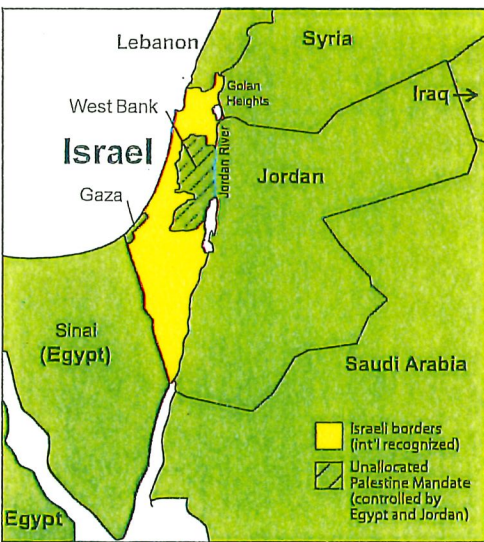 Lebanon
Syria
Golan
Heights
Iraq
West Bank
Israel
Jordan River
Jordan
Gaza
Sinai
(Egypt)
Saudi Arabia
Israeli borders
(int'l recognized)
Unallocated
Palestine Mandate
(controlled by
Egypt and Jordan)
Egypt